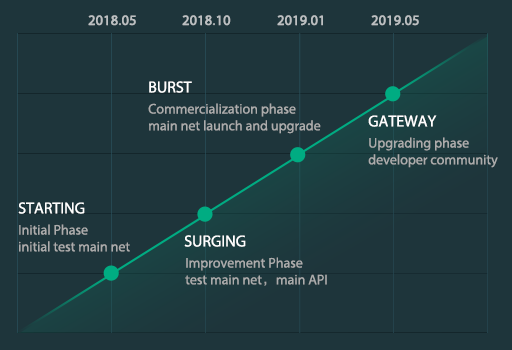 2018.05 2018.10 2019.01 2019.05
BURST
Commercialization phase
main net launch and upgrade
GATEWAY
Upgrading phase
developer community
STARTING
Initial Phase
initial test main net
SURGING
Improvement Phase
test main net，main API